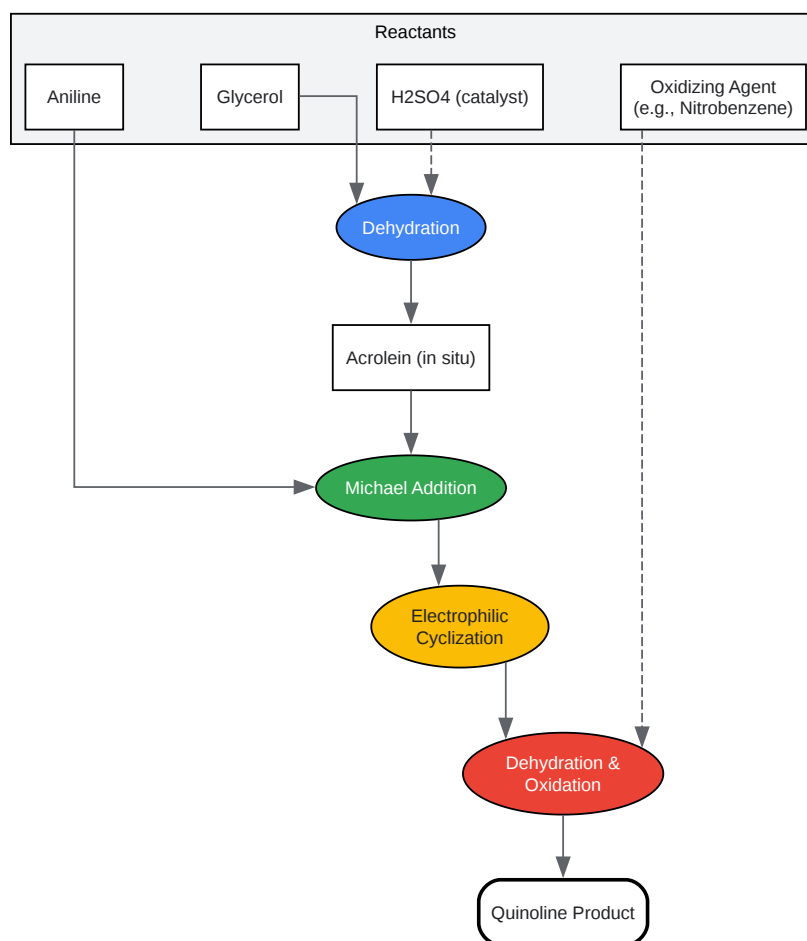 Reactants
Aniline
Glycerol
H2SO4 (catalyst)
Oxidizing Agent
(e.g., Nitrobenzene)
Dehydration
Acrolein (in situ)
Michael Addition
Electrophilic
Cyclization
Dehydration &
Oxidation
Quinoline Product